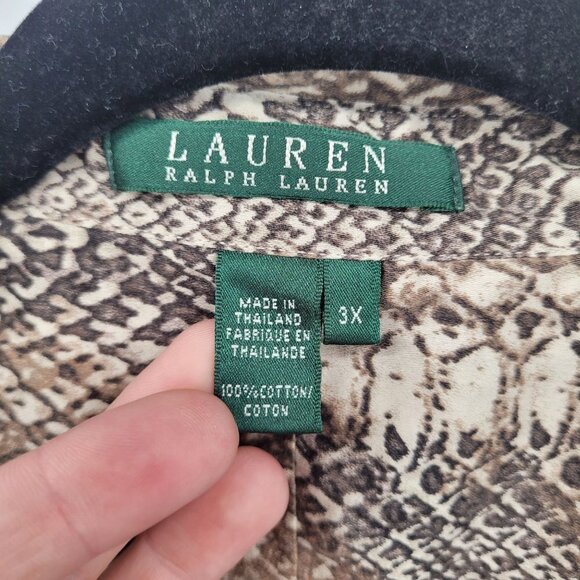 LAUREN
RALPH LAUREN
MADE IN
THAILAND
FABRIQUE EN
THAILANDE
100%COTTON/
COTON
3X